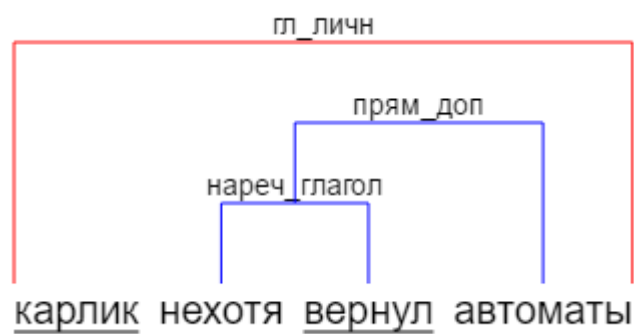 гл_личн
прям_доп
нареч_глагол
карлик нехотя вернул автоматы